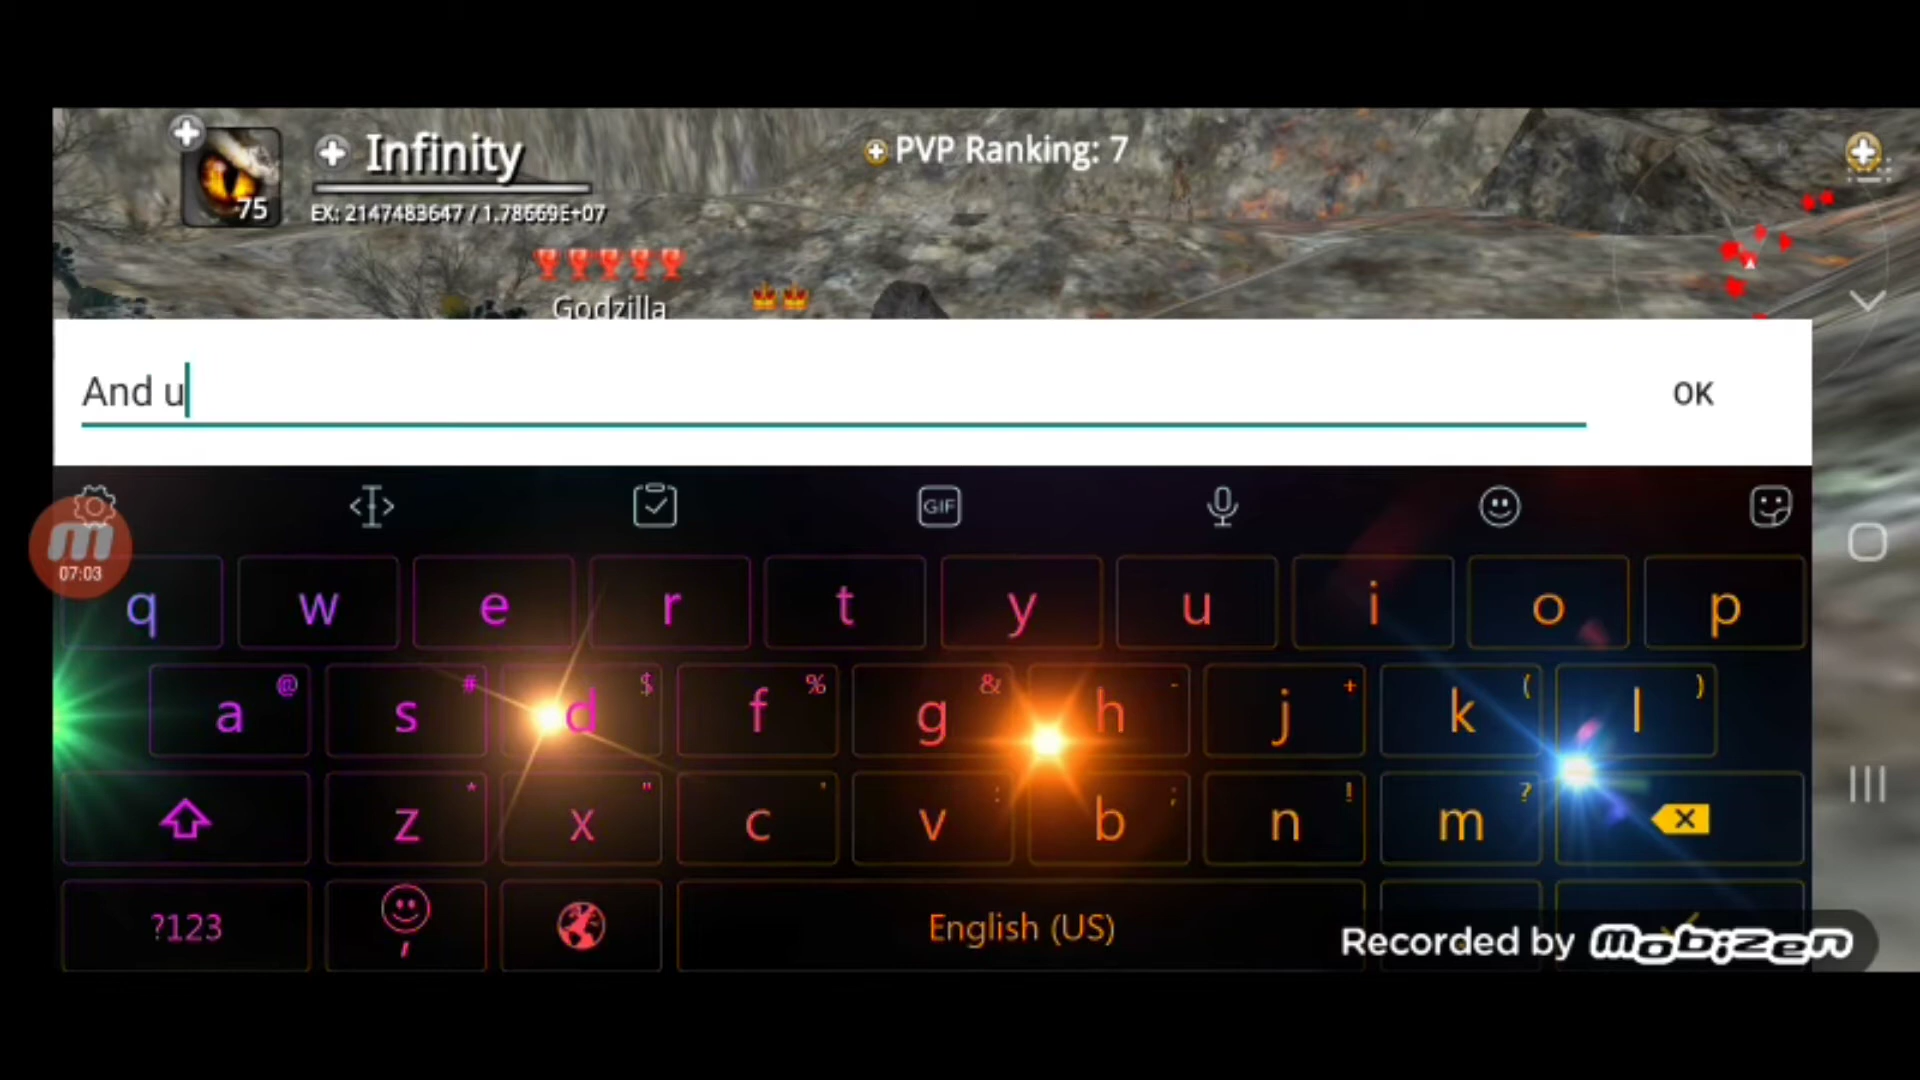 Infinity
PVP Ranking: 7
75
EX: 2147483647 / 1.78669E+07
Godzilla
And u
OK
GIF
m
07:03
q w e r t y u i o p
@ # $ % & - + ( )
a s d f g h j k l
* " ' : ; ! ?
z x c v b n m
?123
,
English (US)
Recorded by mobizen